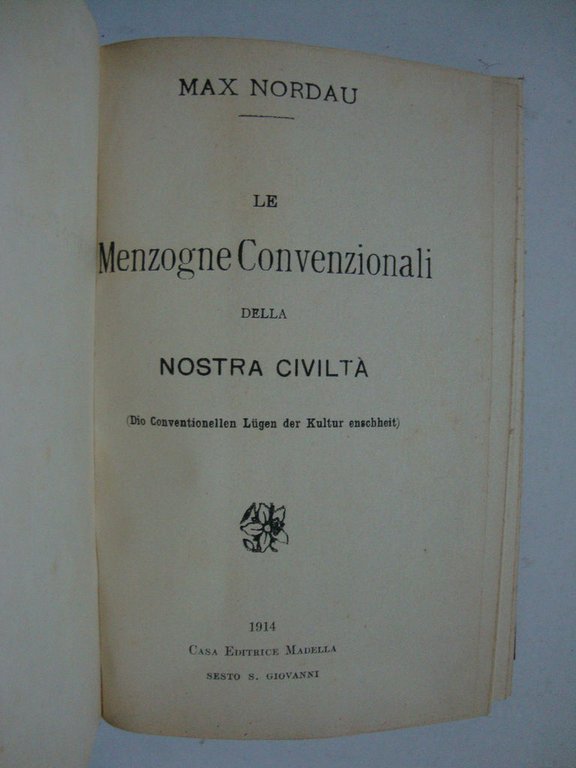 MAX NORDAU
LE
Menzogne Convenzionali
DELLA
NOSTRA CIVILTÀ
(Dio Conventionellen Lügen der Kultur enschheit)
1914
CASA EDITRICE MADELLA
SESTO S. GIOVANNI